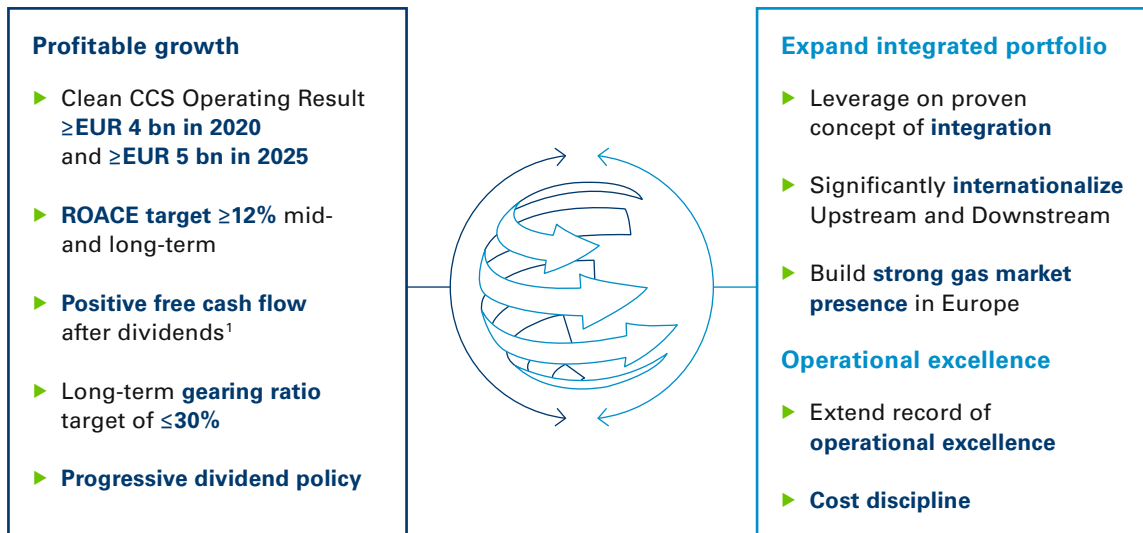 Profitable growth
Clean CCS Operating Result
≥EUR 4 bn in 2020
and ≥EUR 5 bn in 2025
ROACE target ≥12% mid-
and long-term
Positive free cash flow
after dividends¹
Long-term gearing ratio
target of ≤30%
Progressive dividend policy
Expand integrated portfolio
Leverage on proven
concept of integration
Significantly internationalize
Upstream and Downstream
Build strong gas market
presence in Europe
Operational excellence
Extend record of
operational excellence
Cost discipline